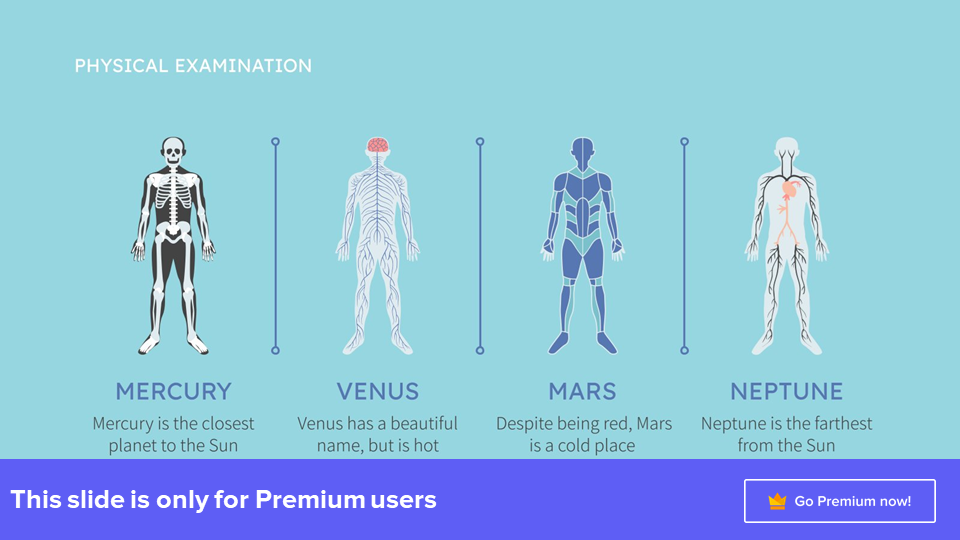 PHYSICAL EXAMINATION
MERCURY
Mercury is the closest
planet to the Sun
VENUS
Venus has a beautiful
name, but is hot
MARS
Despite being red, Mars
is a cold place
NEPTUNE
Neptune is the farthest
from the Sun
This slide is only for Premium users
Go Premium now!